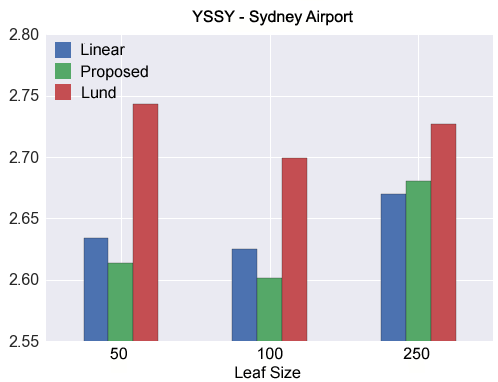 YSSY - Sydney Airport
2.80
2.75
2.70
2.65
2.60
2.55
Linear
Proposed
Lund
50
100
250
Leaf Size